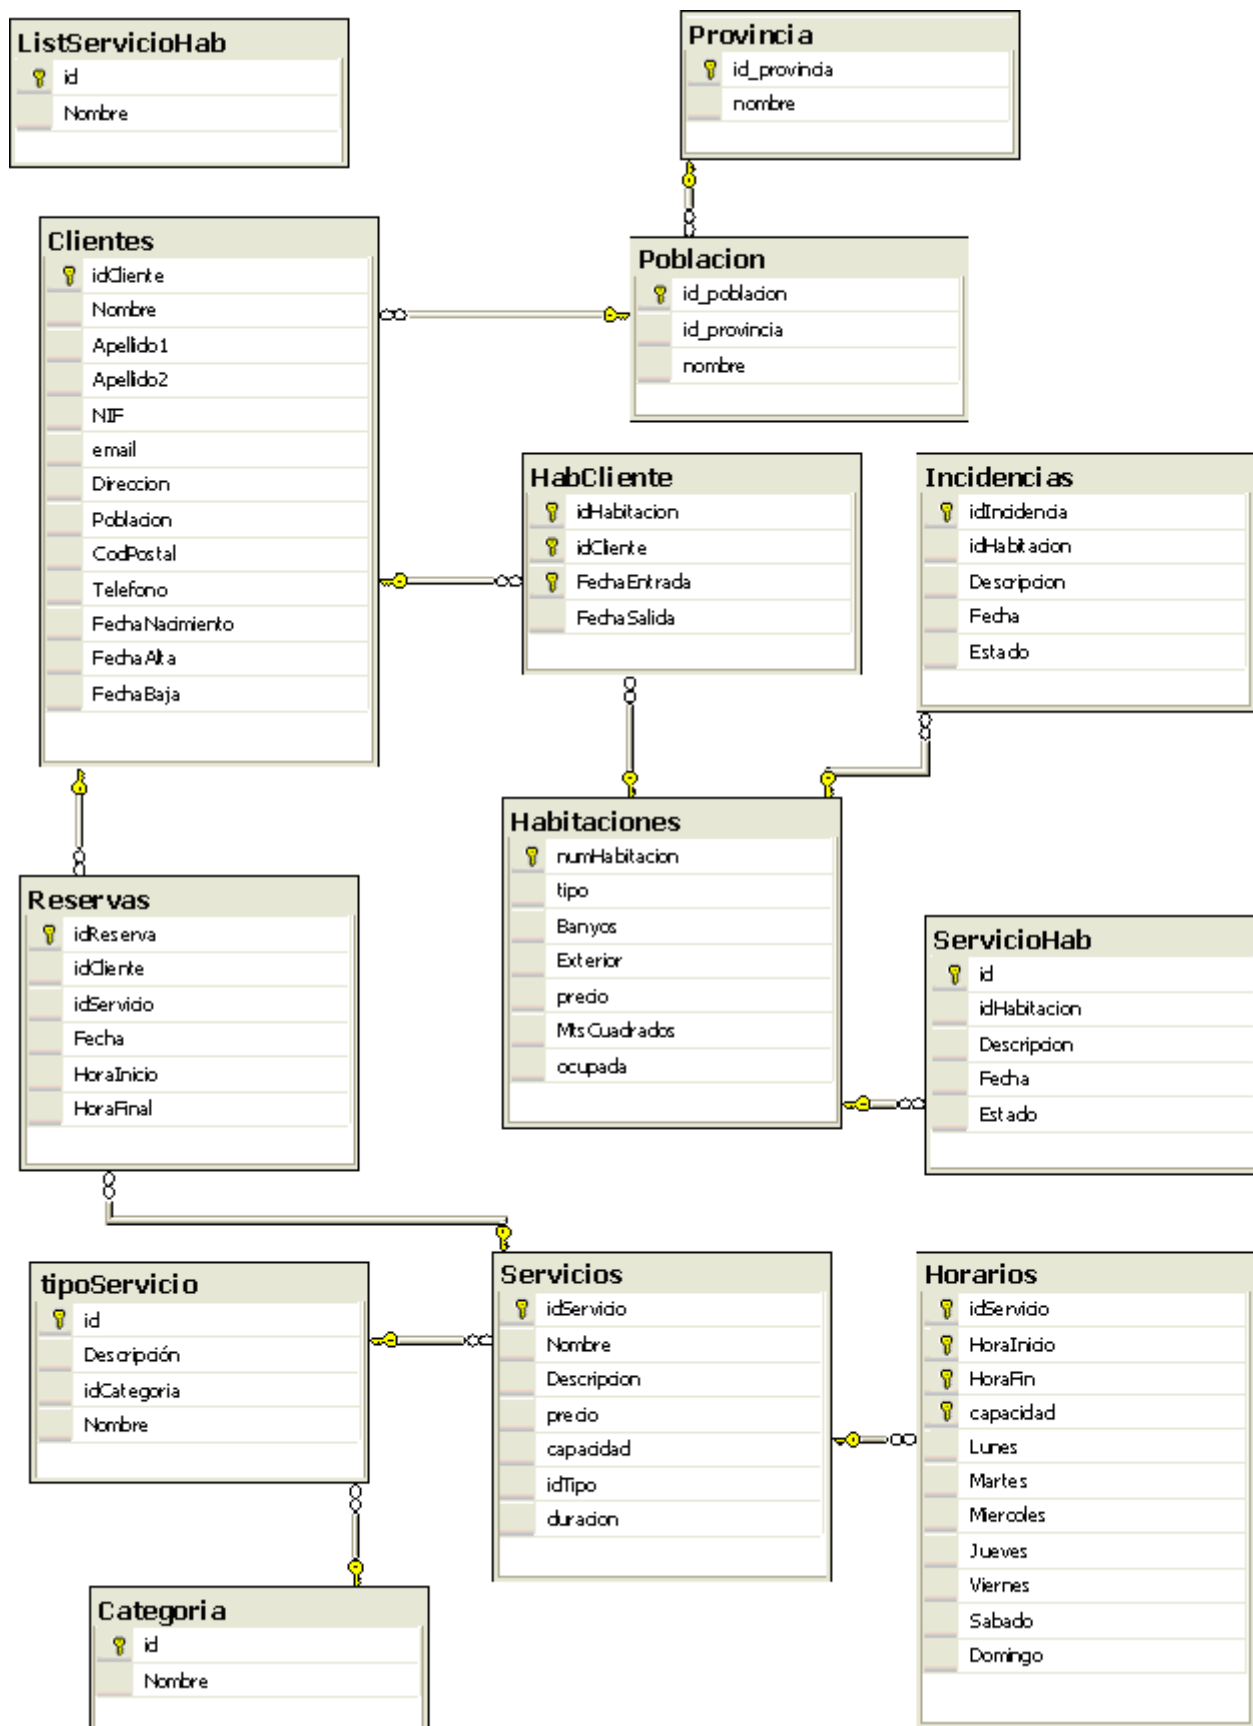 ListServicioHab
id
Nombre
Provincia
id_provincia
nombre
Clientes
idCliente
Nombre
Apellido1
Apellido2
NIF
email
Direccion
Poblacion
CodPostal
Telefono
FechaNacimiento
FechaAlta
FechaBaja
Poblacion
id_poblacion
id_provincia
nombre
HabCliente
idHabitacion
idCliente
FechaEntrada
FechaSalida
Incidencias
idIncidencia
idHabitacion
Descripcion
Fecha
Estado
Habitaciones
numHabitacion
tipo
Banyos
Exterior
precio
MtsCuadrados
ocupada
Reservas
idReserva
idCliente
idServicio
Fecha
HoraInicio
HoraFinal
ServicioHab
id
idHabitacion
Descripcion
Fecha
Estado
tipoServicio
id
Descripción
idCategoria
Nombre
Servicios
idServicio
Nombre
Descripcion
precio
capacidad
idTipo
duracion
Horarios
idServicio
HoraInicio
HoraFin
capacidad
Lunes
Martes
Miercoles
Jueves
Viernes
Sabado
Domingo
Categoria
id
Nombre